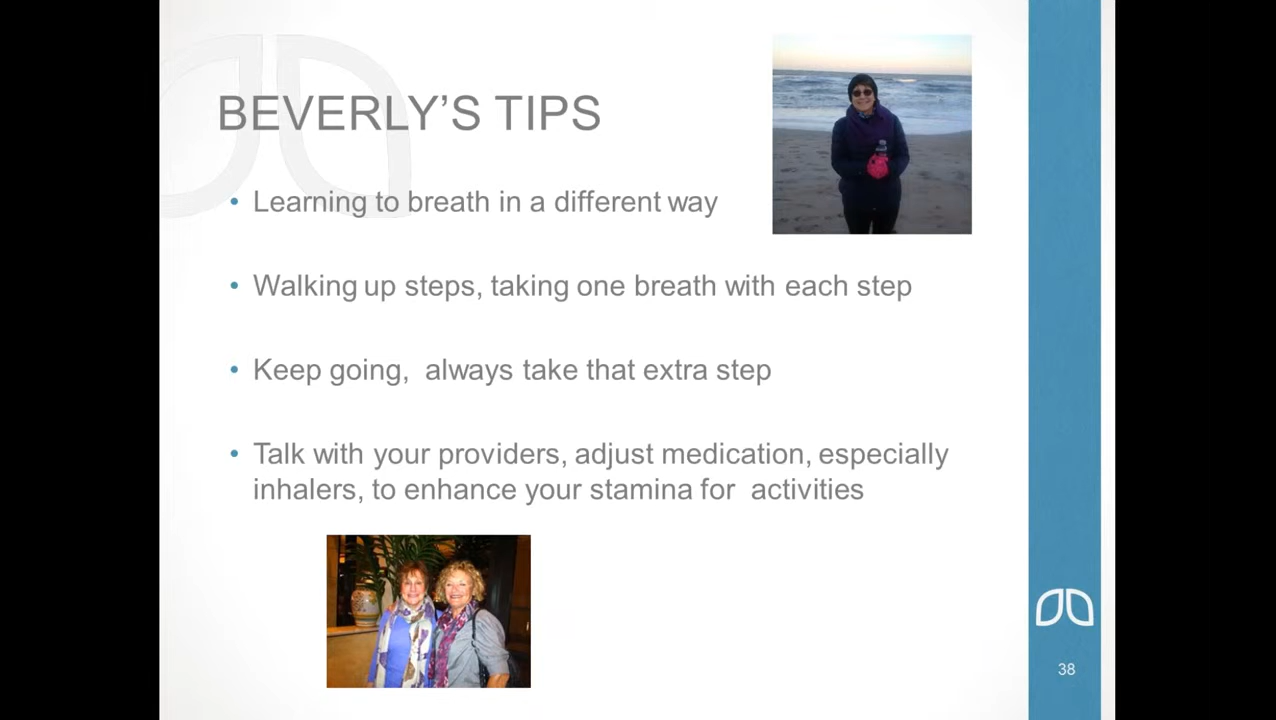 BEVERLY’S TIPS
• Learning to breath in a different way
• Walking up steps, taking one breath with each step
• Keep going,  always take that extra step
• Talk with your providers, adjust medication, especially
inhalers, to enhance your stamina for  activities
38